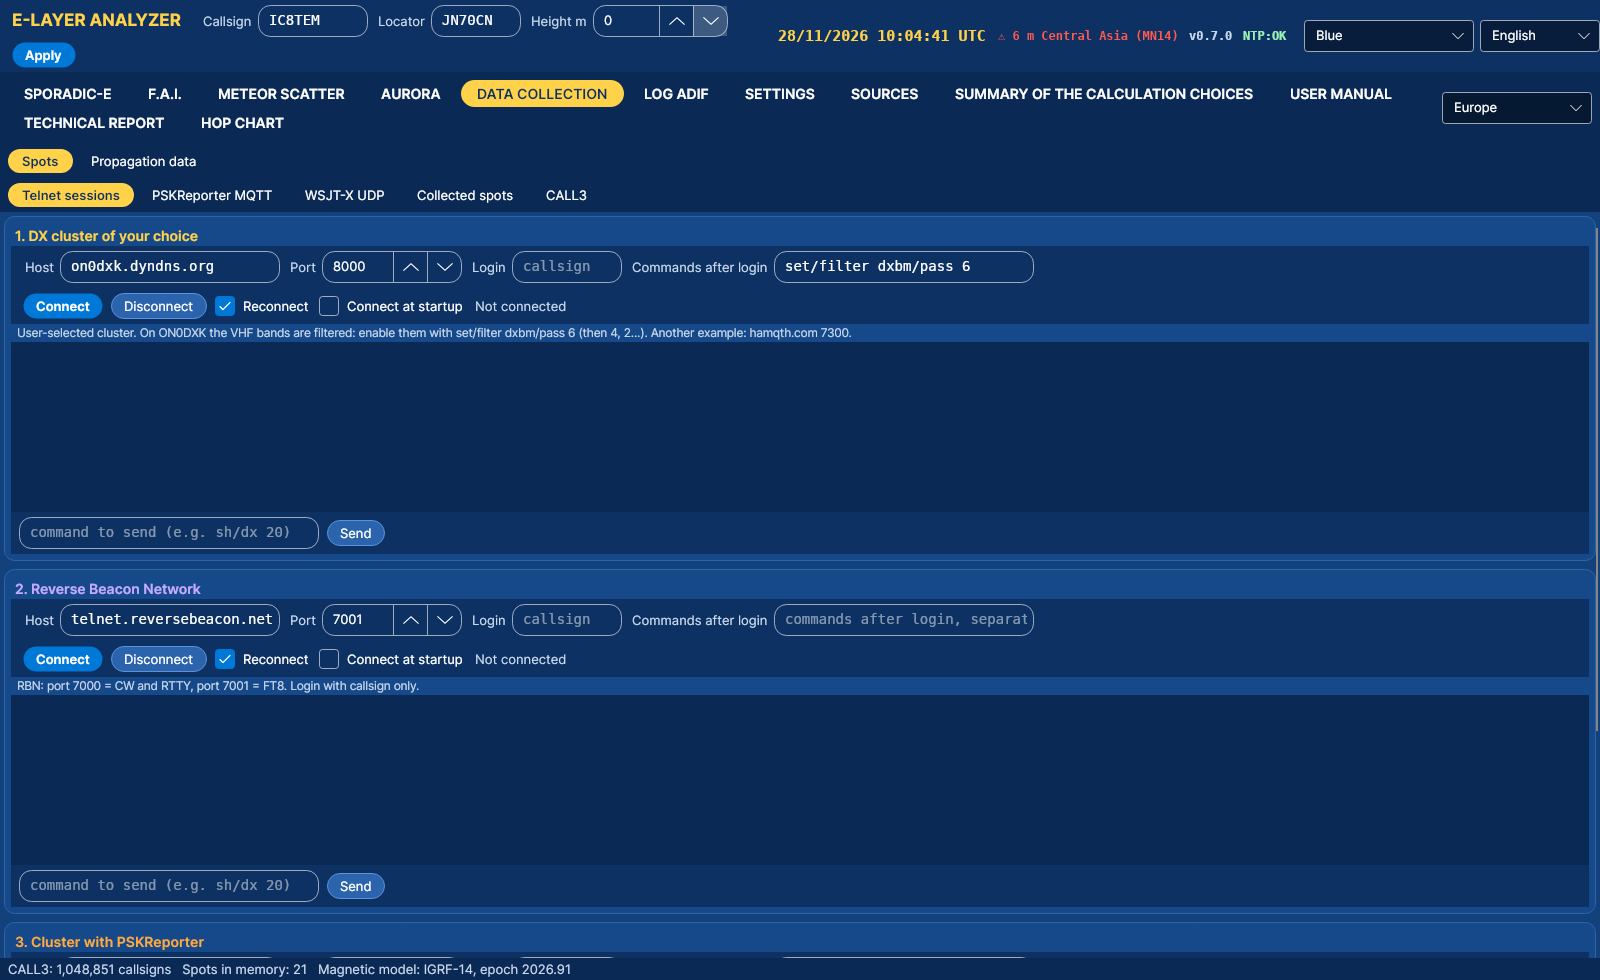 E-LAYER ANALYZER Callsign IC8TEM Locator JN70CN Height m 0
28/11/2026 10:04:41 UTC ⚠ 6 m Central Asia (MN14) v0.7.0 NTP:OK Blue English
Apply
SPORADIC-E F.A.I. METEOR SCATTER AURORA DATA COLLECTION LOG ADIF SETTINGS SOURCES SUMMARY OF THE CALCULATION CHOICES USER MANUAL
Europe
TECHNICAL REPORT HOP CHART
Spots Propagation data
Telnet sessions PSKReporter MQTT WSJT-X UDP Collected spots CALL3
1. DX cluster of your choice
Host on0dxk.dyndns.org Port 8000 Login callsign Commands after login set/filter dxbm/pass 6
Connect Disconnect Reconnect Connect at startup Not connected
User-selected cluster. On ON0DXK the VHF bands are filtered: enable them with set/filter dxbm/pass 6 (then 4, 2...). Another example: hamqth.com 7300.
command to send (e.g. sh/dx 20) Send
2. Reverse Beacon Network
Host telnet.reversebeacon.net Port 7001 Login callsign Commands after login commands after login, separat
Connect Disconnect Reconnect Connect at startup Not connected
RBN: port 7000 = CW and RTTY, port 7001 = FT8. Login with callsign only.
command to send (e.g. sh/dx 20) Send
3. Cluster with PSKReporter
CALL3: 1,048,851 callsigns Spots in memory: 21 Magnetic model: IGRF-14, epoch 2026.91